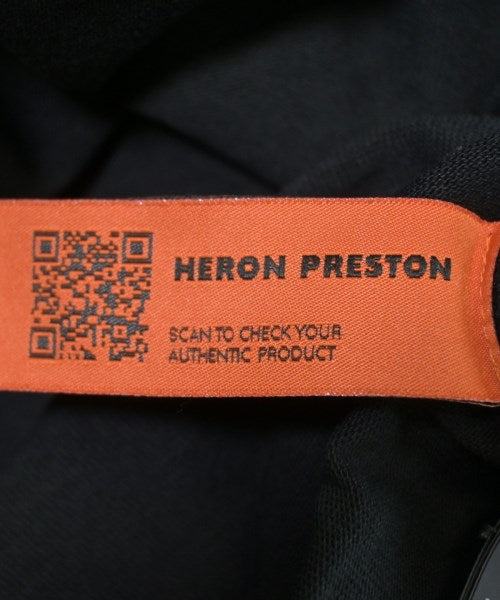 HERON PRESTON
SCAN TO CHECK YOUR
AUTHENTIC PRODUCT